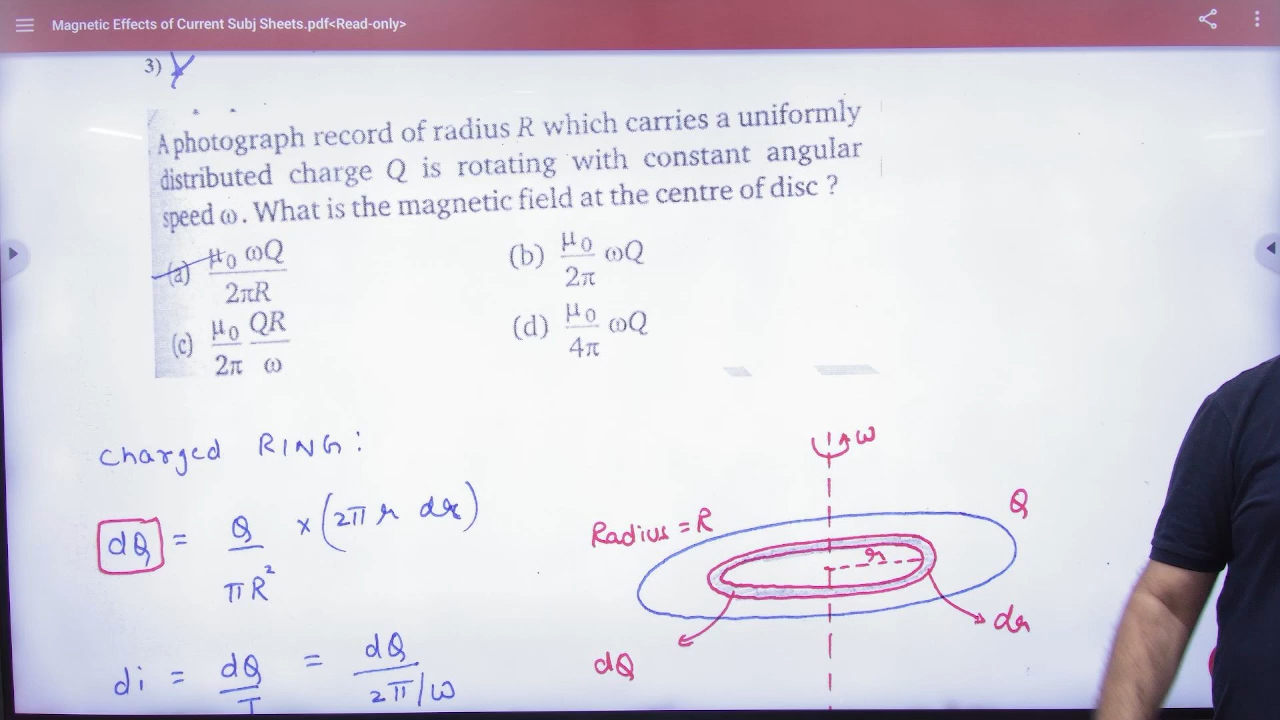 Magnetic Effects of Current Subj Sheets.pdf<Read-only>
3)
A photograph record of radius R which carries a uniformly
distributed charge Q is rotating with constant angular
speed ω. What is the magnetic field at the centre of disc ?
(a) μ₀ ωQ / 2πR
(b) μ₀ / 2π ωQ
(c) μ₀ / 2π QR / ω
(d) μ₀ / 4π ωQ
charged RING:
dQ = Q / πR² × (2π r dr)
di = dQ / T = dQ / 2π/ω
ω
Q
Radius = R
r
dr
dQ